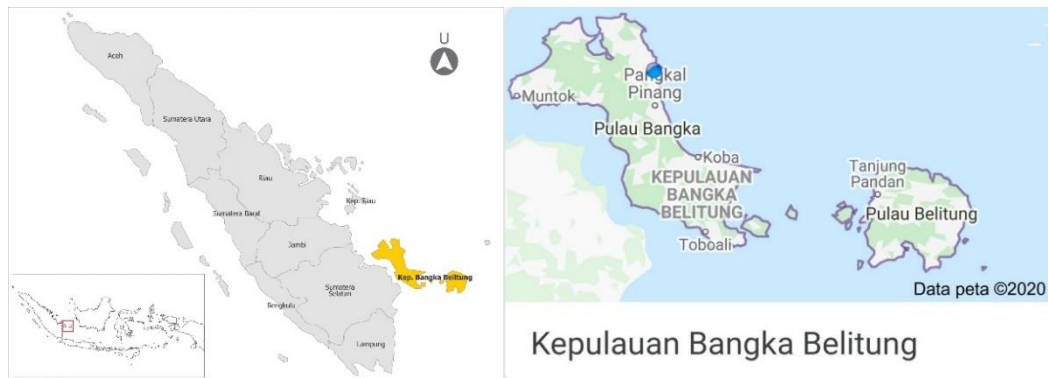 U
Aceh
Sumatera Utara
Riau
Kep. Riau
Sumatera Barat
Jambi
Kep. Bangka Belitung
Sumatera
Selatan
Bengkulu
Lampung
Pangkal
Pinang
Muntok
Pulau Bangka
Koba
KEPULAUAN
BANGKA
BELITUNG
Toboali
Tanjung
Pandan
Pulau Belitung
Data peta ©2020
Kepulauan Bangka Belitung